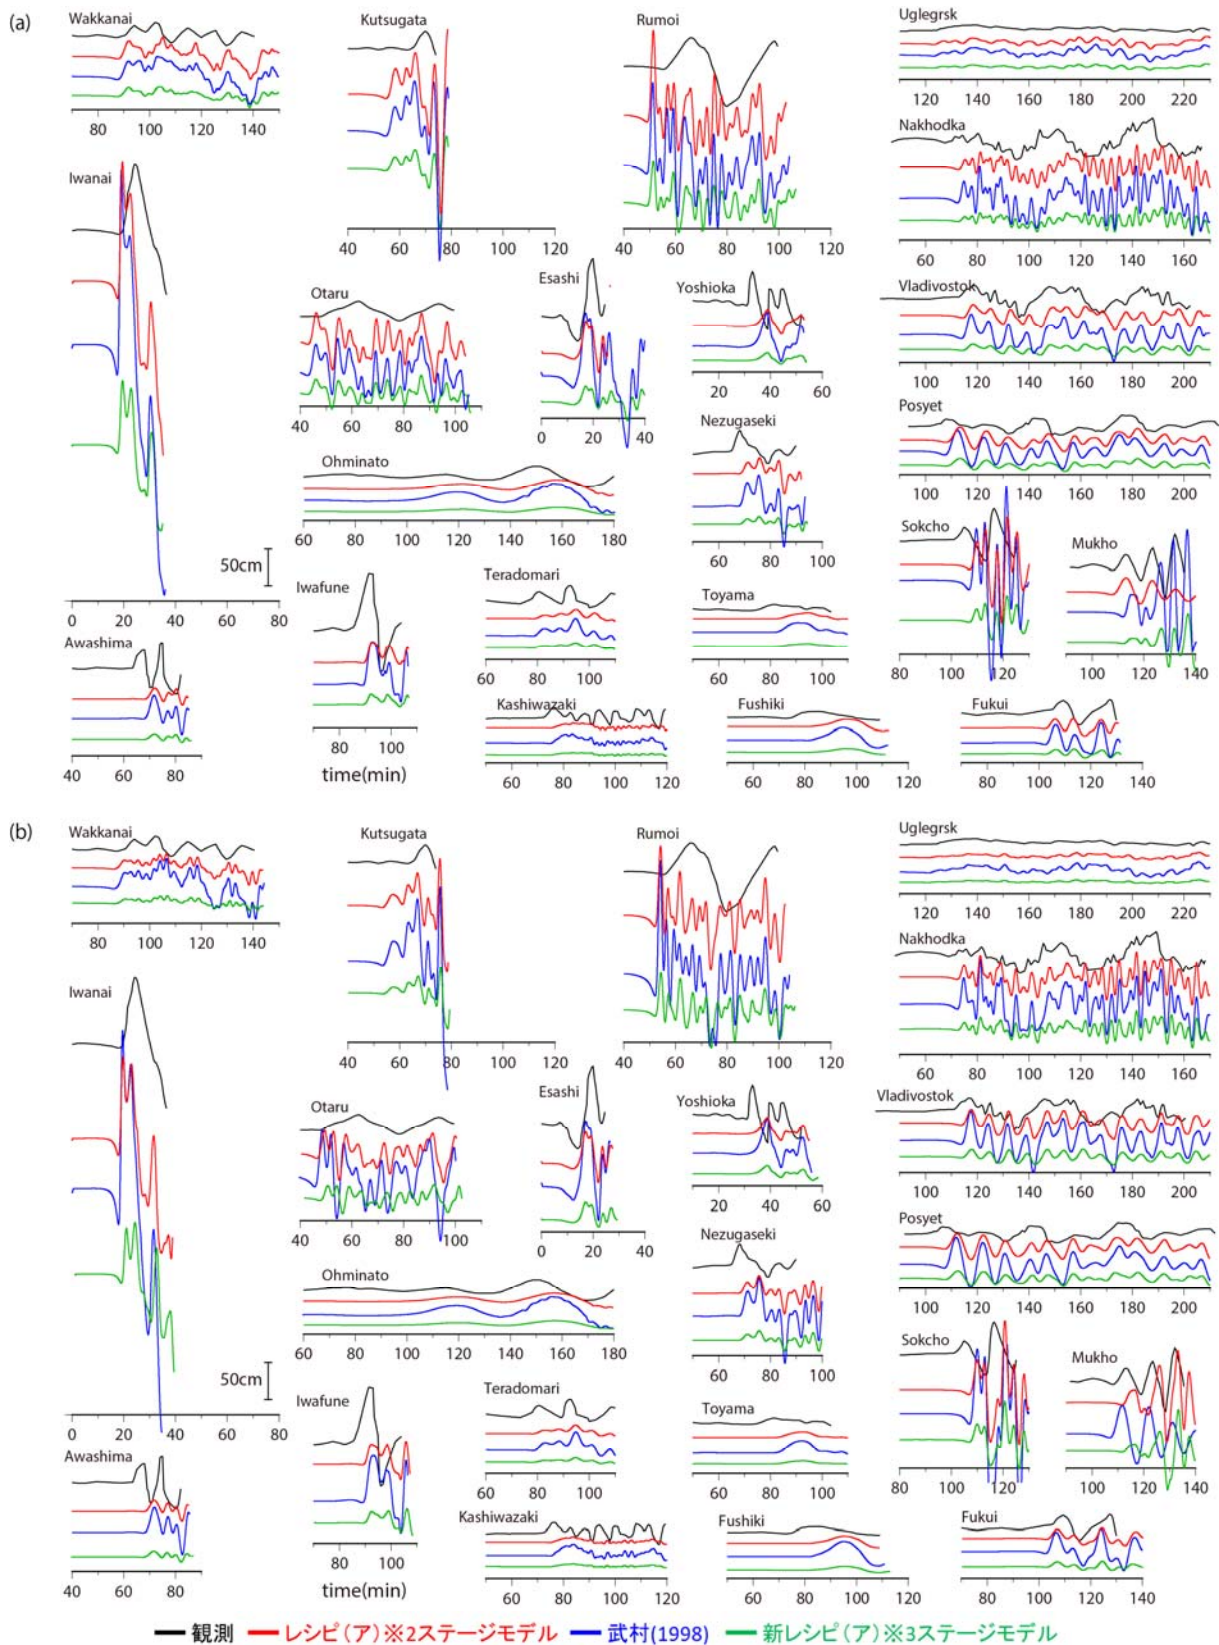 (a)
Wakkanai
80 100 120 140
Kutsugata
40 60 80 100 120
Rumoi
40 60 80 100 120
Uglegrsk
120 140 160 180 200 220
Nakhodka
60 80 100 120 140 160
Iwanai
0 20 40 60 80
50cm
Otaru
40 60 80 100
Esashi
0 20 40
Yoshioka
20 40 60
Vladivostok
100 120 140 160 180 200
Ohminato
60 80 100 120 140 160 180
Nezugaseki
60 80 100
Posyet
100 120 140 160 180 200
Sokcho
80 100 120
Mukho
100 120 140
Awashima
40 60 80
Iwafune
80 100
time(min)
Teradomari
60 80 100
Toyama
60 80 100
Kashiwazaki
60 80 100 120
Fushiki
60 80 100 120
Fukui
80 100 120 140
(b)
Wakkanai
80 100 120 140
Kutsugata
40 60 80 100 120
Rumoi
40 60 80 100
Uglegrsk
120 140 160 180 200 220
Nakhodka
60 80 100 120 140 160
Iwanai
0 20 40 60 80
50cm
Otaru
40 60 80 100
Esashi
0 20 40
Yoshioka
20 40 60
Vladivostok
100 120 140 160 180 200
Ohminato
60 80 100 120 140 160 180
Nezugaseki
60 80 100
Posyet
100 120 140 160 180 200
Sokcho
80 100 120
Mukho
100 120 140
Awashima
40 60 80
Iwafune
80 100
time(min)
Teradomari
60 80 100
Toyama
60 80 100
Kashiwazaki
60 80 100 120
Fushiki
60 80 100 120
Fukui
80 100 120 140
観測 レシピ(ア)※2ステージモデル 武村(1998) 新レシピ(ア)※3ステージモデル